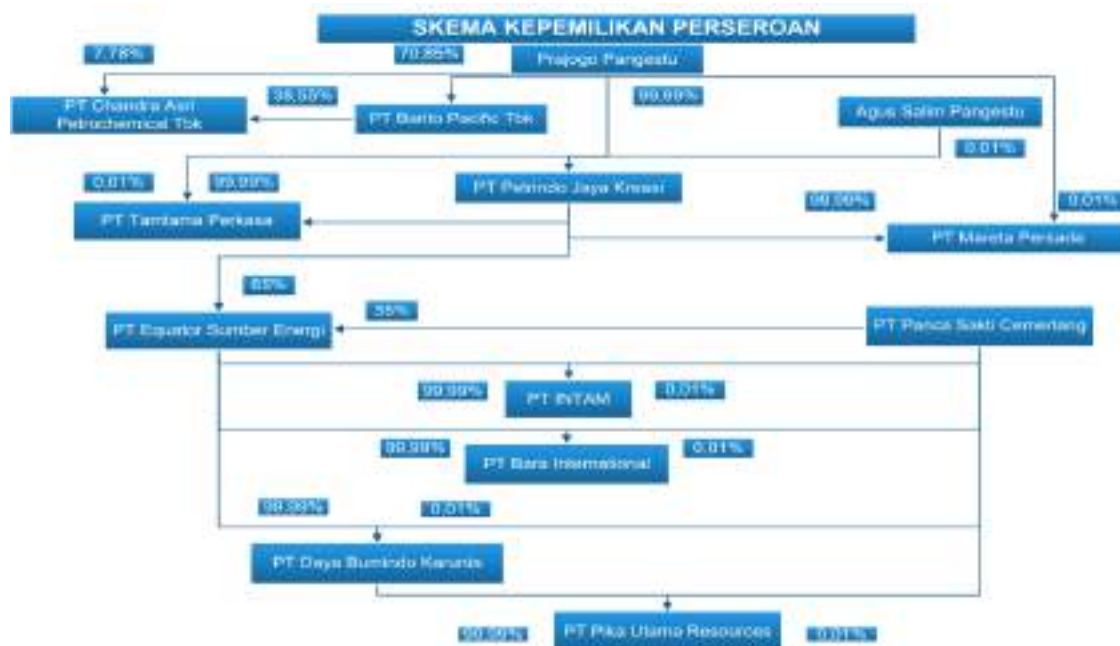 SKEMA KEPEMILIKAN PERSEROAN
7.78%
70.85%
Prajogo Pangestu
PT Chandra Asri
Petrochemical Tbk
38.55%
PT Barito Pacific Tbk
99.99%
Agus Salim Pangestu
0.01%
0.01%
99.99%
PT Petrindo Jaya Kreasi
PT Tamtama Perkasa
99.99%
0.01%
PT Mareta Persada
65%
PT Equator Sumber Energi
35%
PT Panca Sakti Cemerlang
99.99%
PT INTAM
0.01%
99.99%
PT Bara International
0.01%
99.99%
0.01%
PT Daya Bumindo Karunia
99.99%
PT Pika Utama Resources
0.01%